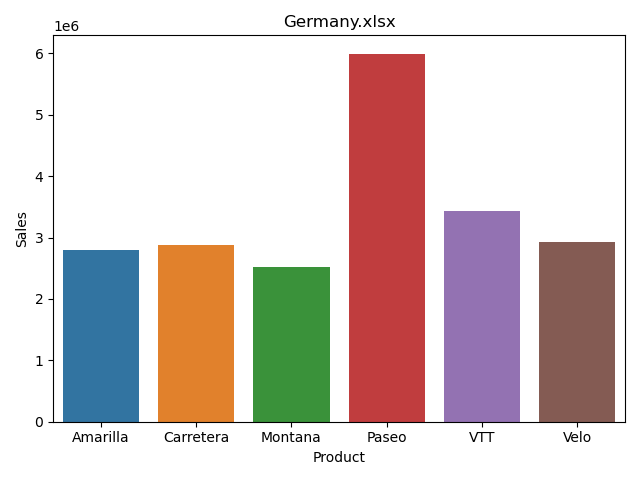 Germany.xlsx
1e6
6
5
4
3
2
1
0
Sales
Amarilla Carretera Montana Paseo VTT Velo
Product